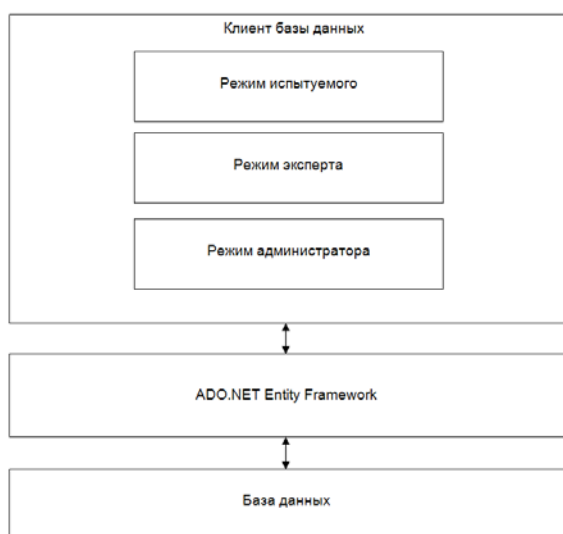 Клиент базы данных
Режим испытуемого
Режим эксперта
Режим администратора
ADO.NET Entity Framework
База данных